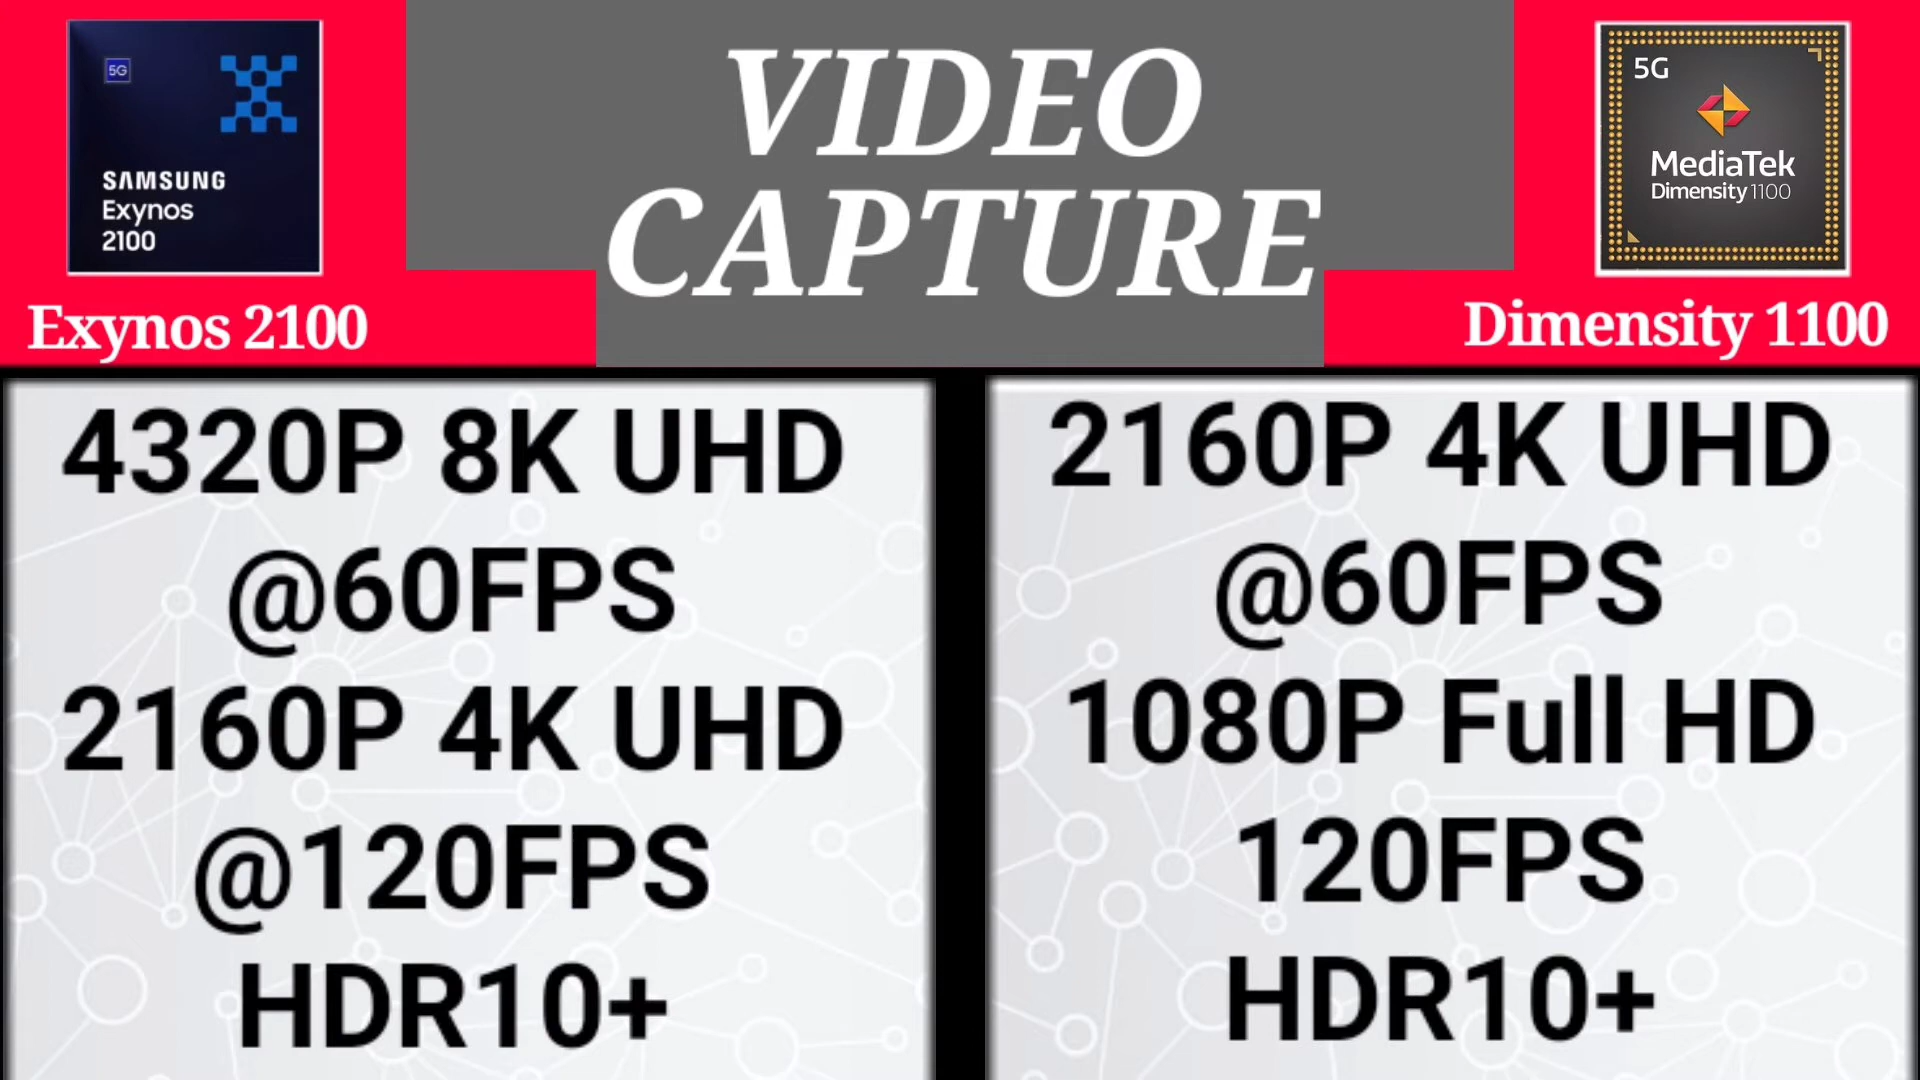 5G
SAMSUNG
Exynos
2100
Exynos 2100
VIDEO
CAPTURE
5G
MediaTek
Dimensity 1100
Dimensity 1100
4320P 8K UHD
@60FPS
2160P 4K UHD
@120FPS
HDR10+
2160P 4K UHD
@60FPS
1080P Full HD
120FPS
HDR10+